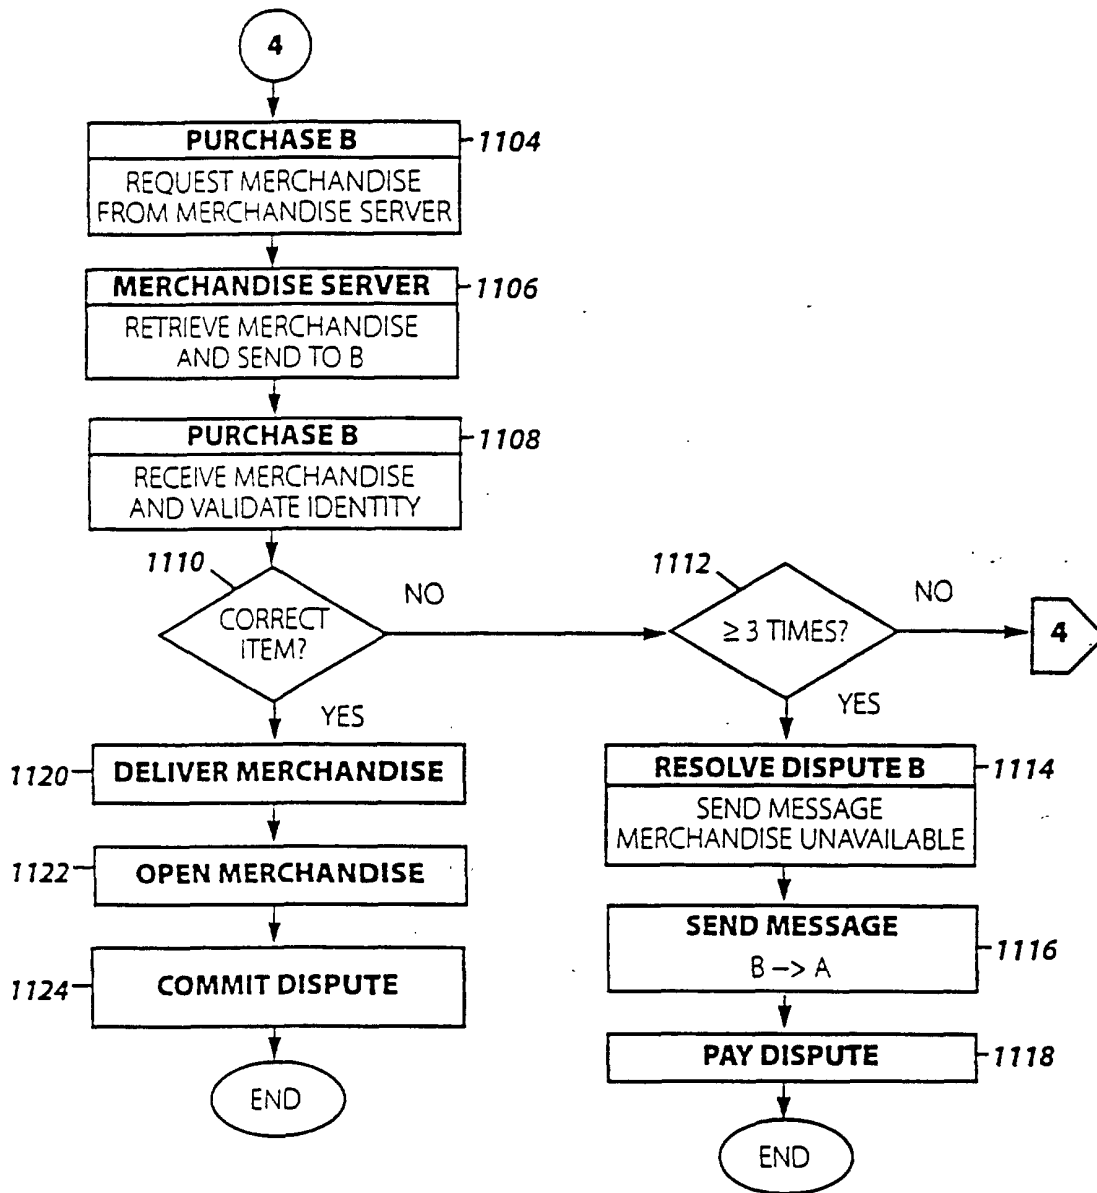 4
PURCHASE B
1104
REQUEST MERCHANDISE
FROM MERCHANDISE SERVER
MERCHANDISE SERVER
1106
RETRIEVE MERCHANDISE
AND SEND TO B
PURCHASE B
1108
RECEIVE MERCHANDISE
AND VALIDATE IDENTITY
1110
CORRECT
ITEM?
NO
1112
≥ 3 TIMES?
NO
4
YES
1120
DELIVER MERCHANDISE
1122
OPEN MERCHANDISE
1124
COMMIT DISPUTE
END
YES
RESOLVE DISPUTE B
1114
SEND MESSAGE
MERCHANDISE UNAVAILABLE
SEND MESSAGE
B —> A
1116
PAY DISPUTE
1118
END